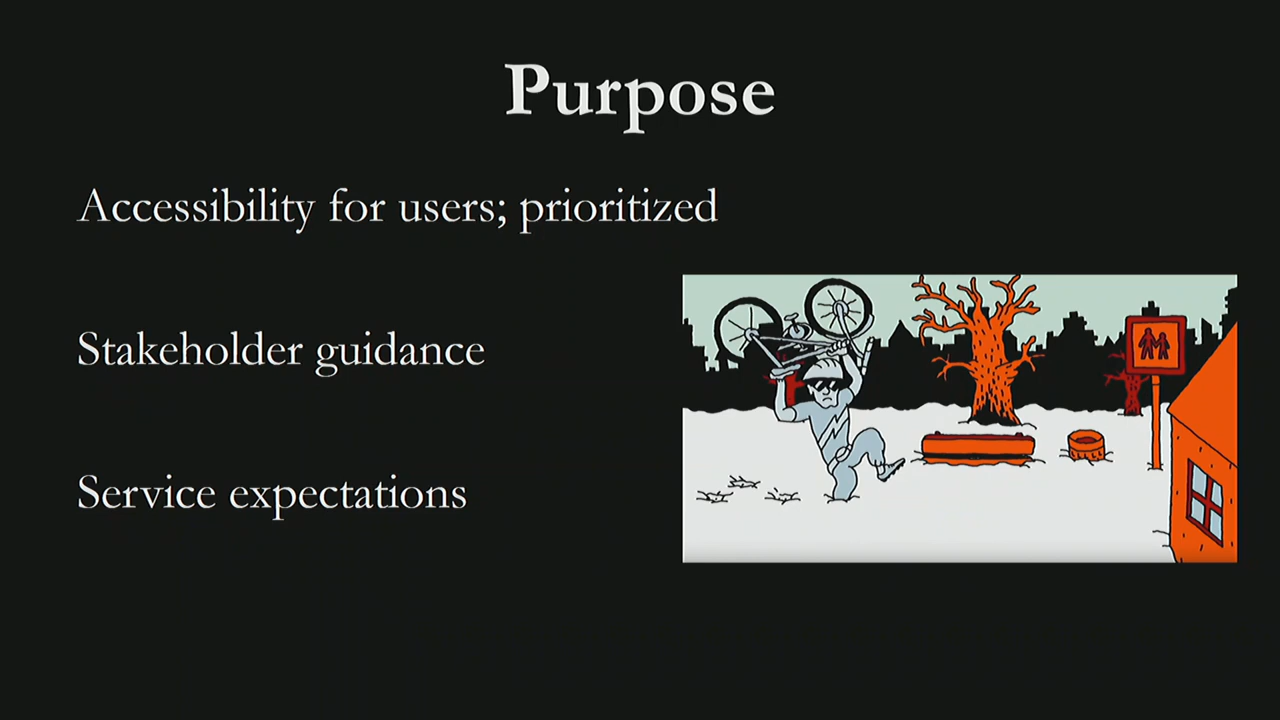 Purpose
Accessibility for users; prioritized
Stakeholder guidance
Service expectations